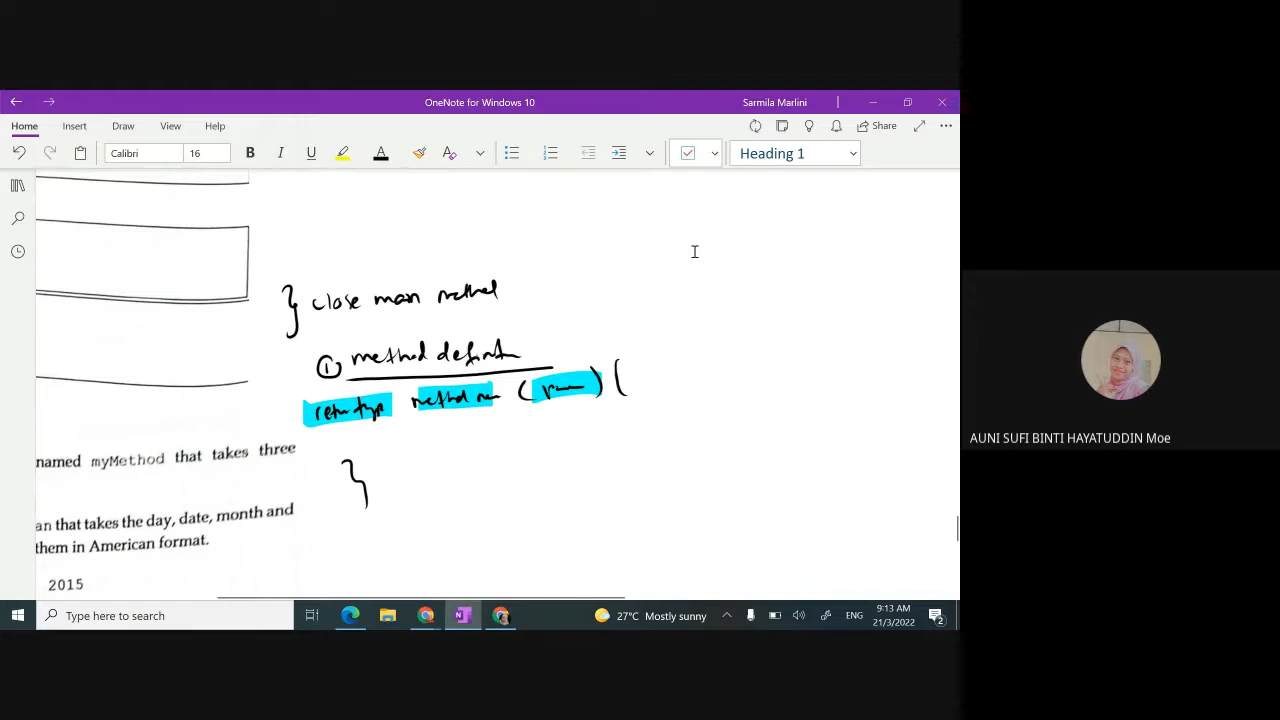 OneNote for Windows 10
Sarmila Marlini
Home Insert Draw View Help
Share
Calibri 16 B I U A Heading 1
} close main method
① method definitn
return type method name ( ) {
}
named myMethod that takes three
an that takes the day, date, month and
them in American format.
2015
AUNI SUFI BINTI HAYATUDDIN Moe
Type here to search
27°C Mostly sunny
ENG
9:13 AM
21/3/2022
2